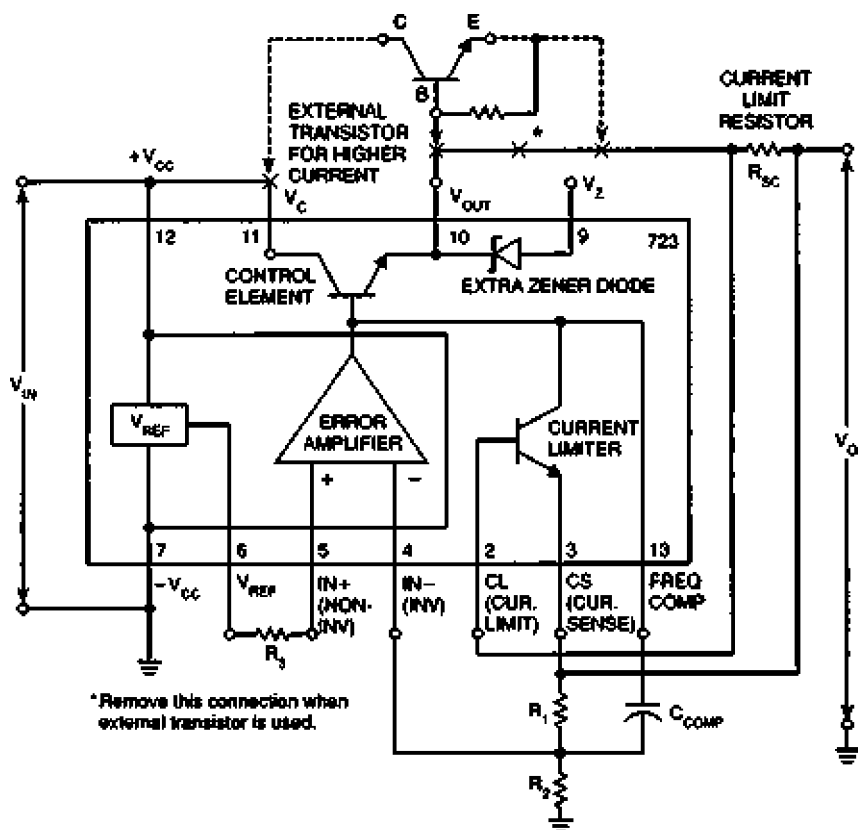 C E
B
EXTERNAL
TRANSISTOR
FOR HIGHER
CURRENT
*
CURRENT
LIMIT
RESISTOR
R_SC
+V_CC
V_C
V_OUT
V_Z
12 11 10 9 723
CONTROL
ELEMENT
EXTRA ZENER DIODE
V_IN
V_REF
ERROR
AMPLIFIER
+ −
CURRENT
LIMITER
V_O
7 6 5 4 2 3 13
−V_CC
V_REF
IN+
(NON-
INV)
IN−
(INV)
CL
(CUR.
LIMIT)
CS
(CUR.
SENSE)
FREQ
COMP
R_3
*Remove this connection when
external transistor is used.
R_1
C_COMP
R_2